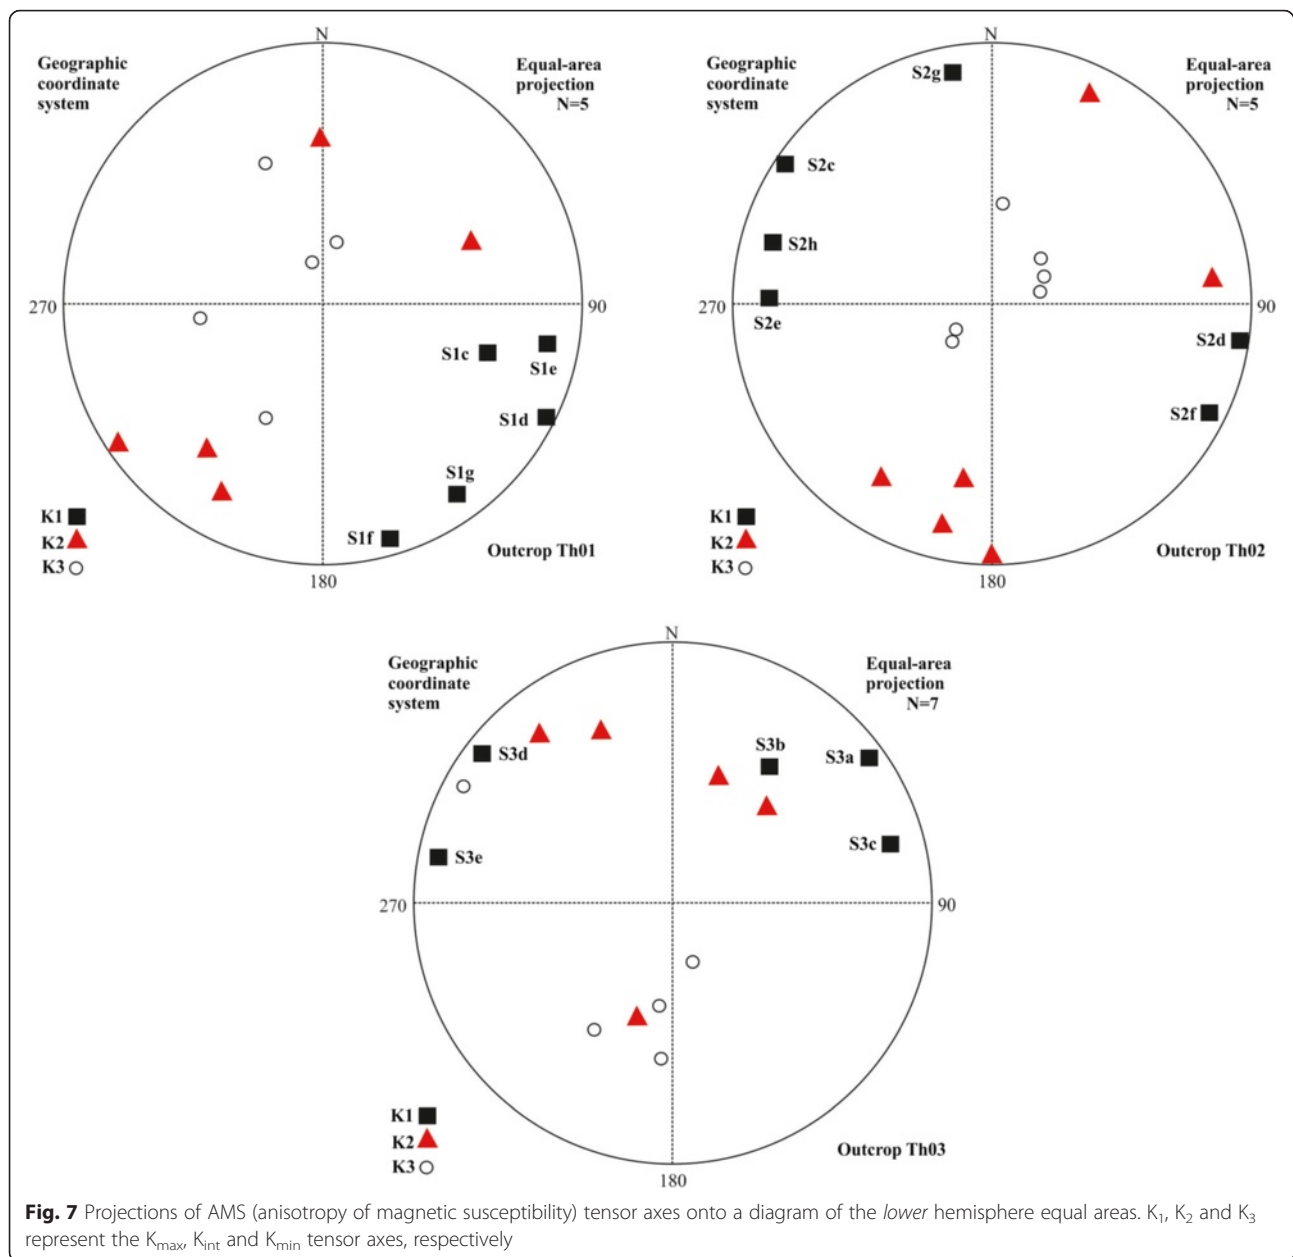 N
Geographic
coordinate
system
Equal-area
projection
N=5
270
90
S1c
S1e
S1d
S1g
S1f
K1
K2
K3
Outcrop Th01
180
N
Geographic
coordinate
system
Equal-area
projection
N=5
S2g
S2c
S2h
270
90
S2e
S2d
S2f
K1
K2
K3
Outcrop Th02
180
N
Geographic
coordinate
system
Equal-area
projection
N=7
S3d
S3b
S3a
S3c
S3e
270
90
K1
K2
K3
Outcrop Th03
180
Fig. 7 Projections of AMS (anisotropy of magnetic susceptibility) tensor axes onto a diagram of the lower hemisphere equal areas. K1, K2 and K3
represent the Kmax, Kint and Kmin tensor axes, respectively